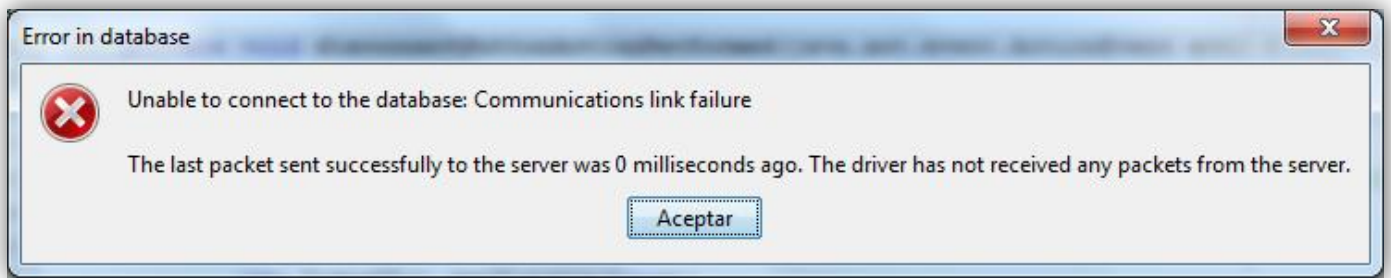 Error in database
Unable to connect to the database: Communications link failure
The last packet sent successfully to the server was 0 milliseconds ago. The driver has not received any packets from the server.
Aceptar